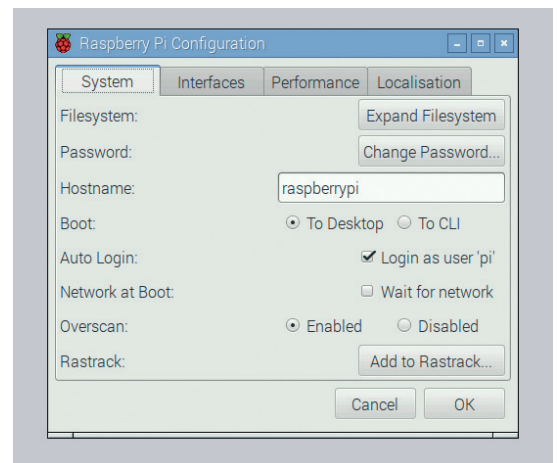 Raspberry Pi Configuration
System Interfaces Performance Localisation
Filesystem: Expand Filesystem
Password: Change Password...
Hostname: raspberrypi
Boot: To Desktop To CLI
Auto Login: Login as user 'pi'
Network at Boot: Wait for network
Overscan: Enabled Disabled
Rastrack: Add to Rastrack...
Cancel OK